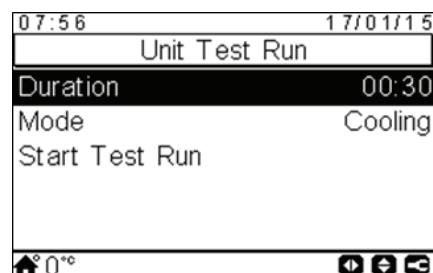 07:56 17/01/15
Unit Test Run
Duration 00:30
Mode Cooling
Start Test Run
0°c